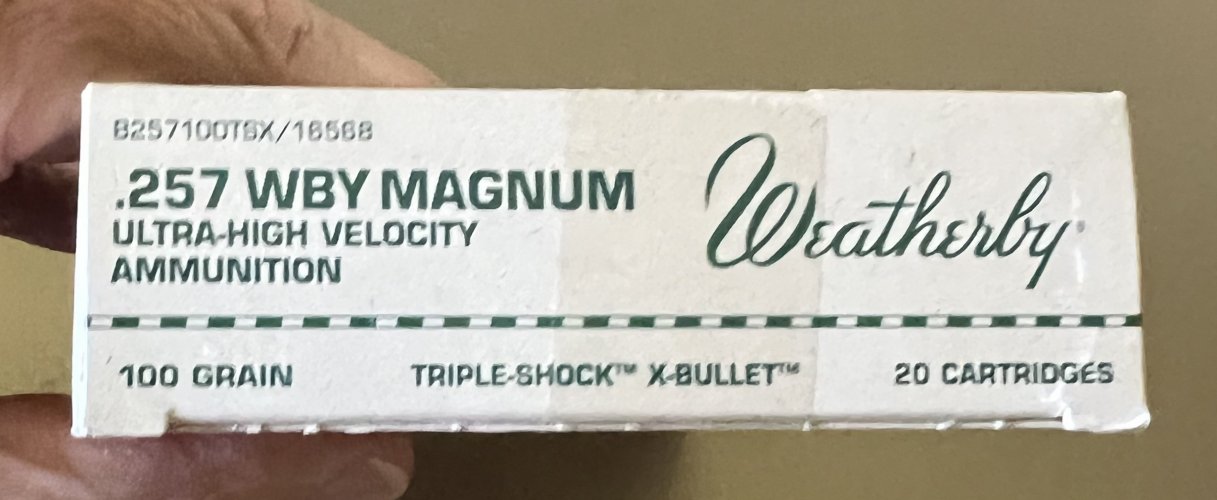 B257100TSX/16568
.257 WBY MAGNUM
ULTRA-HIGH VELOCITY
AMMUNITION
Weatherby®
100 GRAIN
TRIPLE-SHOCK™ X-BULLET™
20 CARTRIDGES